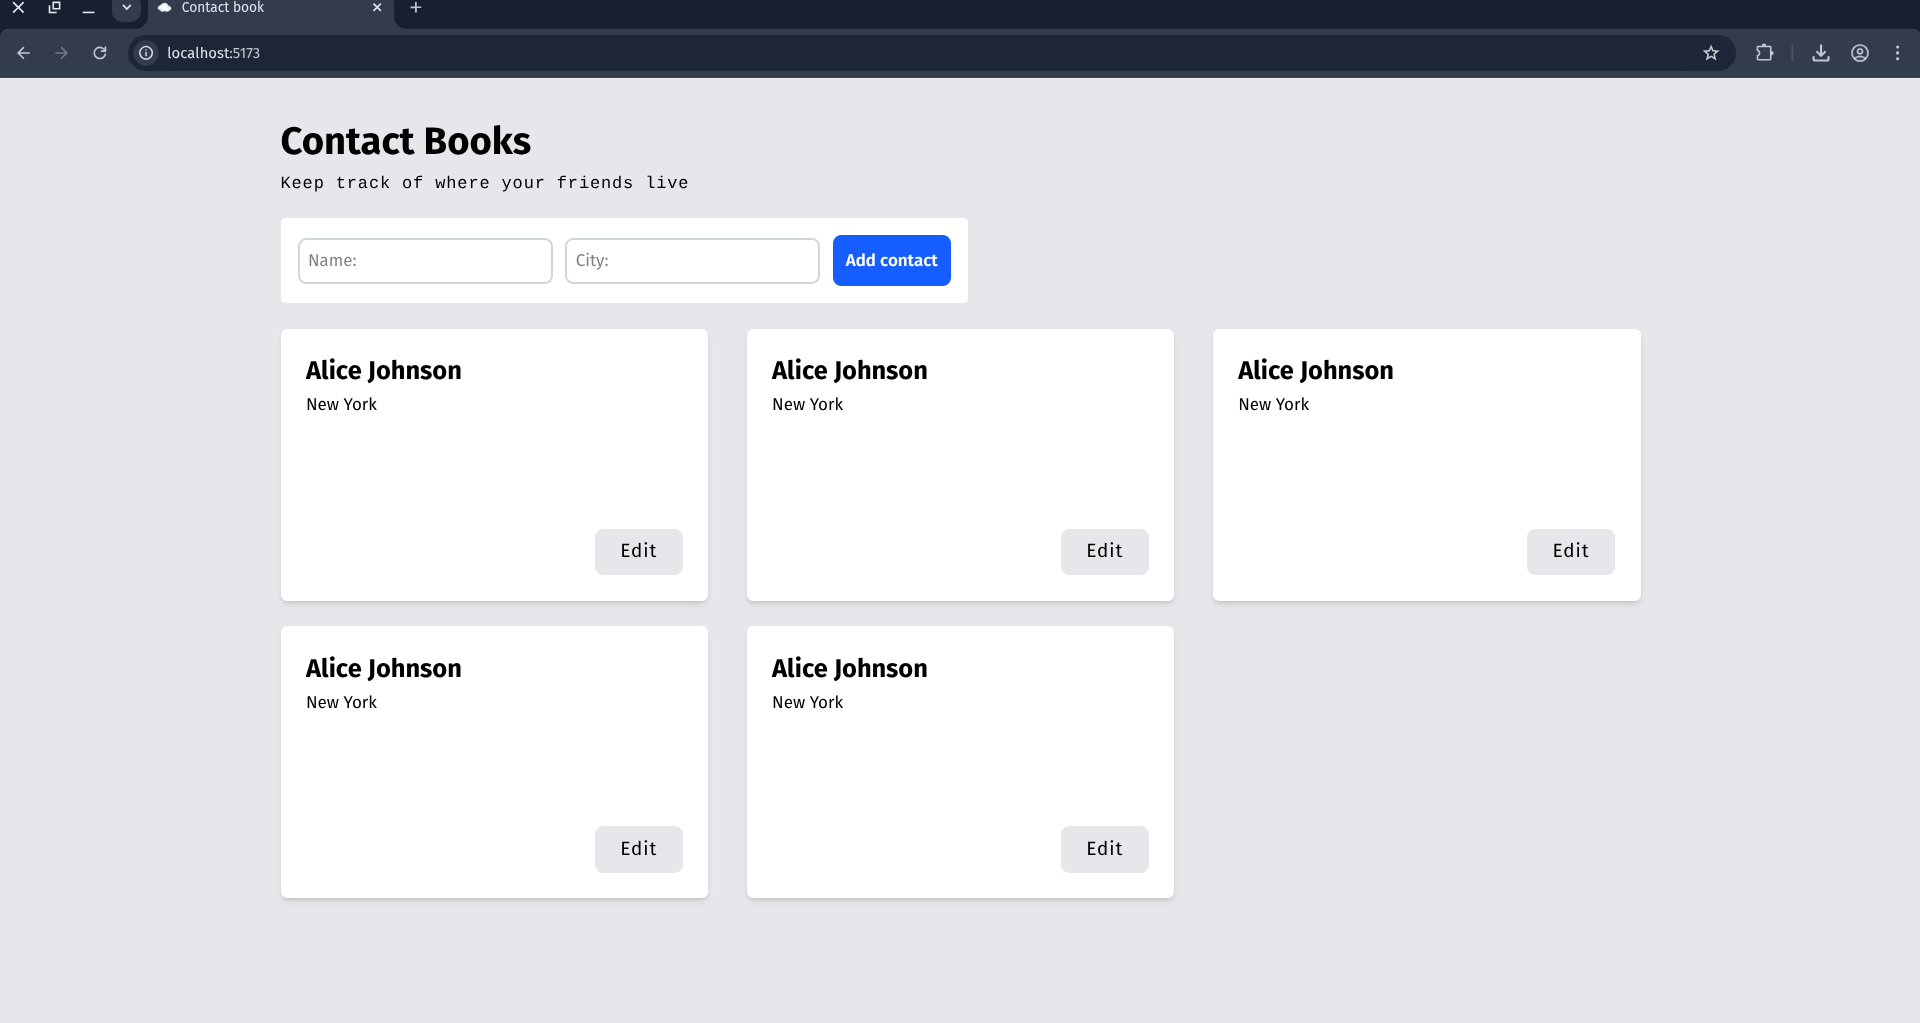 Contact book
localhost:5173
Contact Books
Keep track of where your friends live
Name:
City:
Add contact
Alice Johnson
New York
Edit
Alice Johnson
New York
Edit
Alice Johnson
New York
Edit
Alice Johnson
New York
Edit
Alice Johnson
New York
Edit